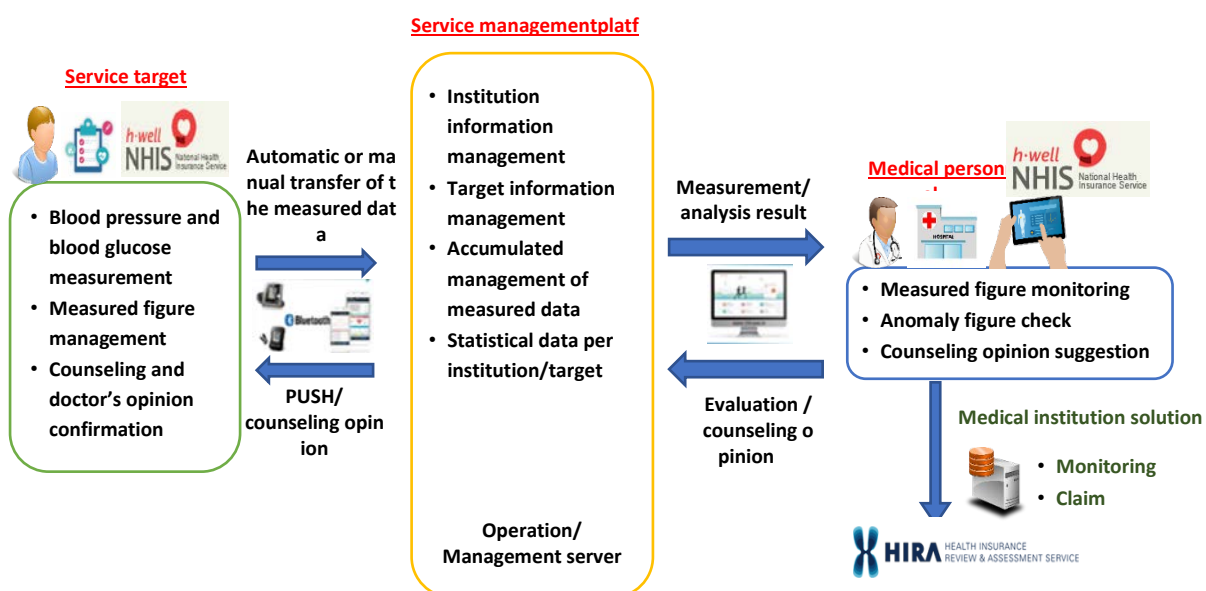 Service managementplatf
Service target
h·well
NHIS National Health
Insurance Service
• Blood pressure and
blood glucose
measurement
• Measured figure
management
• Counseling and
doctor's opinion
confirmation
Automatic or ma
nual transfer of t
he measured dat
a
Bluetooth
PUSH/
counseling opin
ion
• Institution
information
management
• Target information
management
• Accumulated
management of
measured data
• Statistical data per
institution/target
Operation/
Management server
Measurement/
analysis result
Evaluation /
counseling o
pinion
h·well
NHIS National Health
Insurance Service
Medical person
HOSPITAL
• Measured figure monitoring
• Anomaly figure check
• Counseling opinion suggestion
Medical institution solution
• Monitoring
• Claim
HIRA HEALTH INSURANCE
REVIEW & ASSESSMENT SERVICE